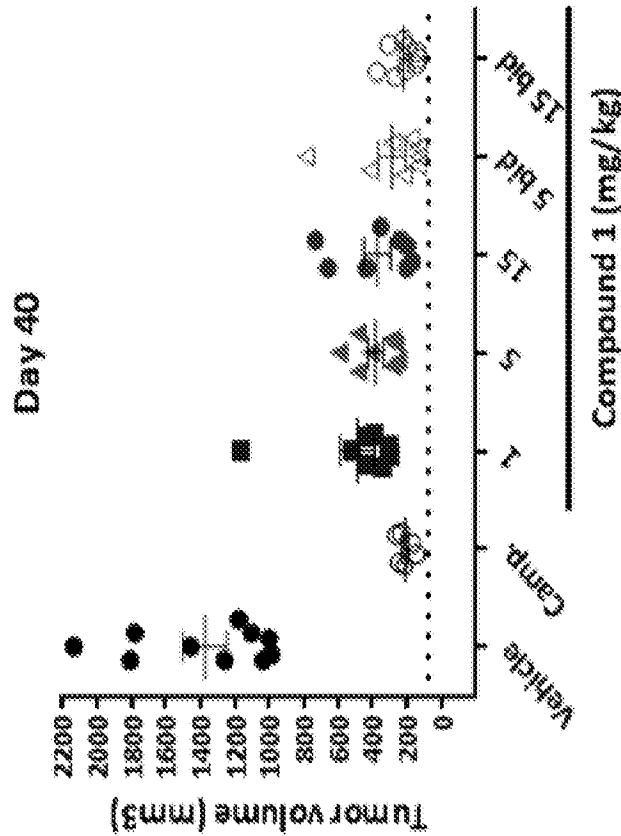 Day 40
Tumor volume (mm3)
2200
2000
1800
1600
1400
1200
1000
800
600
400
200
0
Vehicle
Camp.
1
5
15
5 bid
15 bid
Compound 1 (mg/kg)